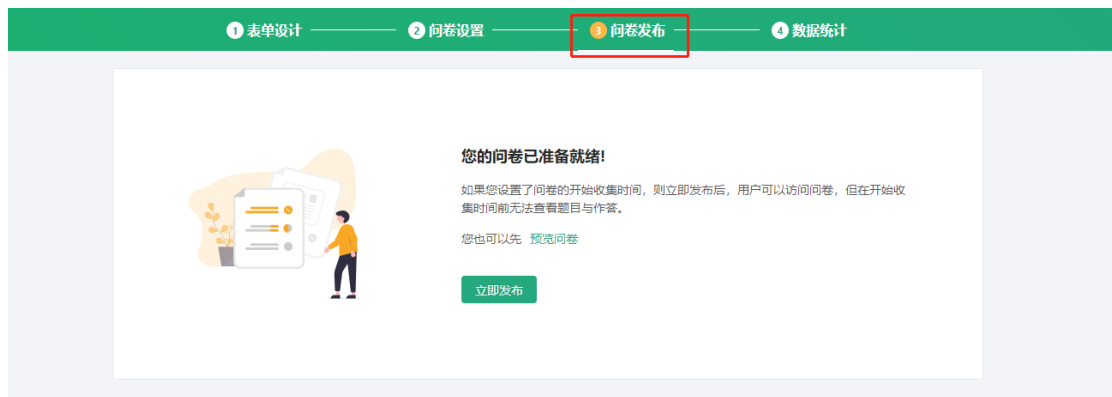 1 表单设计 2 问卷设置 3 问卷发布 4 数据统计
您的问卷已准备就绪!
如果您设置了问卷的开始收集时间，则立即发布后，用户可以访问问卷，但在开始收
集时间前无法查看题目与作答。
您也可以先 预览问卷
立即发布